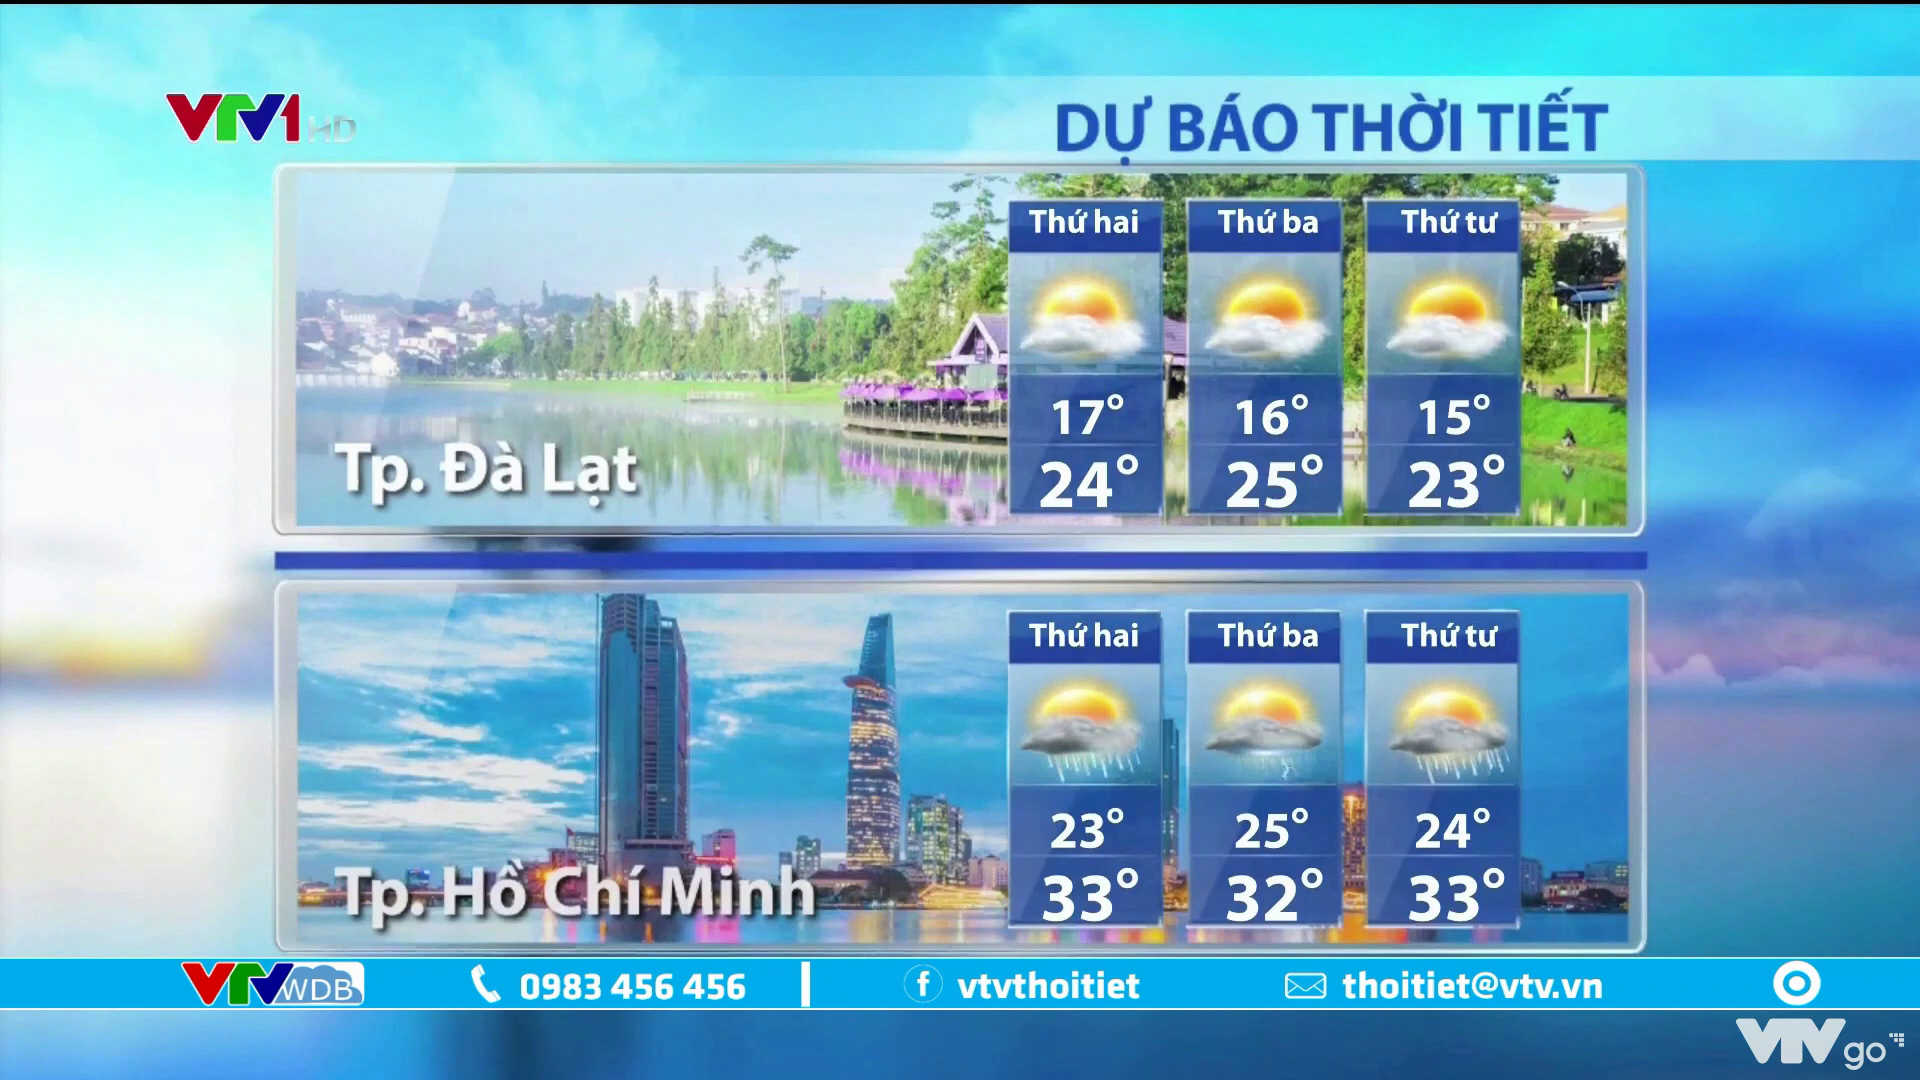 VTV1 HD
DỰ BÁO THỜI TIẾT
Thứ hai Thứ ba Thứ tư
17° 16° 15°
24° 25° 23°
Tp. Đà Lạt
Thứ hai Thứ ba Thứ tư
23° 25° 24°
33° 32° 33°
Tp. Hồ Chí Minh
VTV WDB 0983 456 456 f vtvthoitiet thoitiet@vtv.vn
VTV go